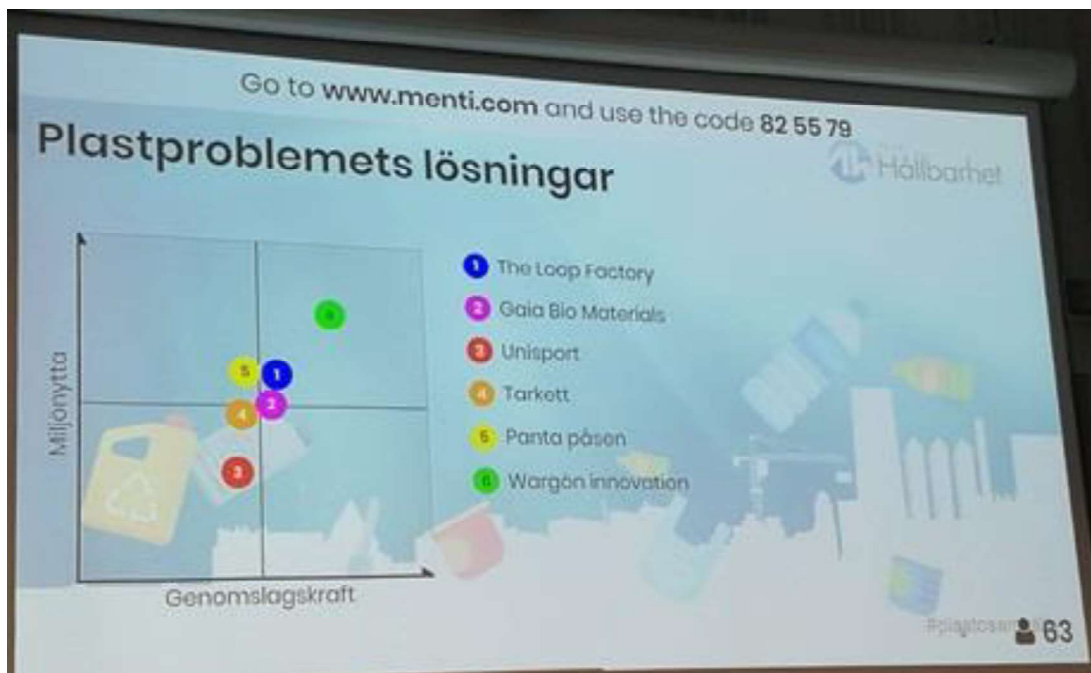 Go to www.menti.com and use the code 82 55 79
Plastproblemets lösningar
Hållbarhet
Miljönytta
Genomslagskraft
6
5
1
2
4
3
1 The Loop Factory
2 Gaia Bio Materials
3 Unisport
4 Tarkett
5 Panta påsen
6 Wargön innovation
63